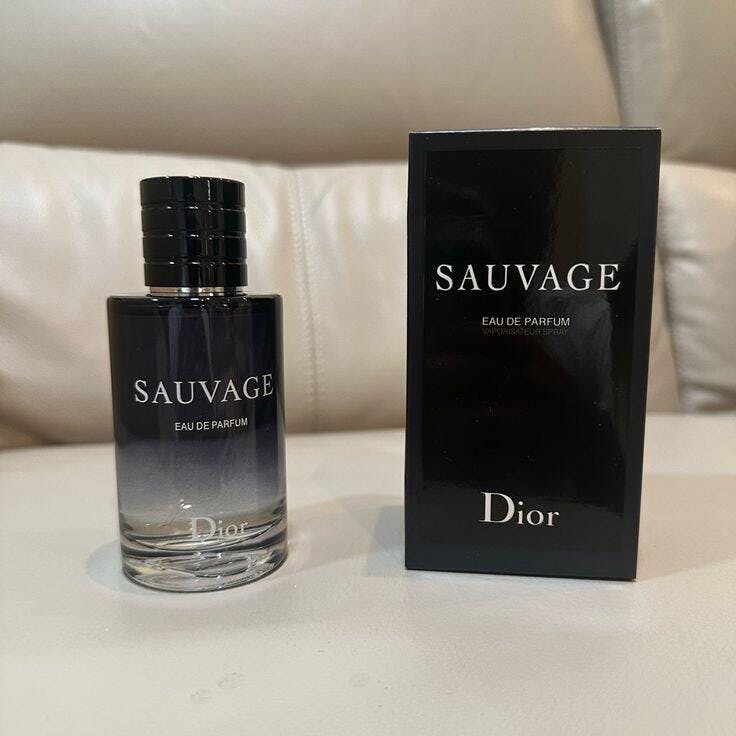 SAUVAGE
EAU DE PARFUM
Dior
SAUVAGE
EAU DE PARFUM
VAPORISATEUR SPRAY
Dior